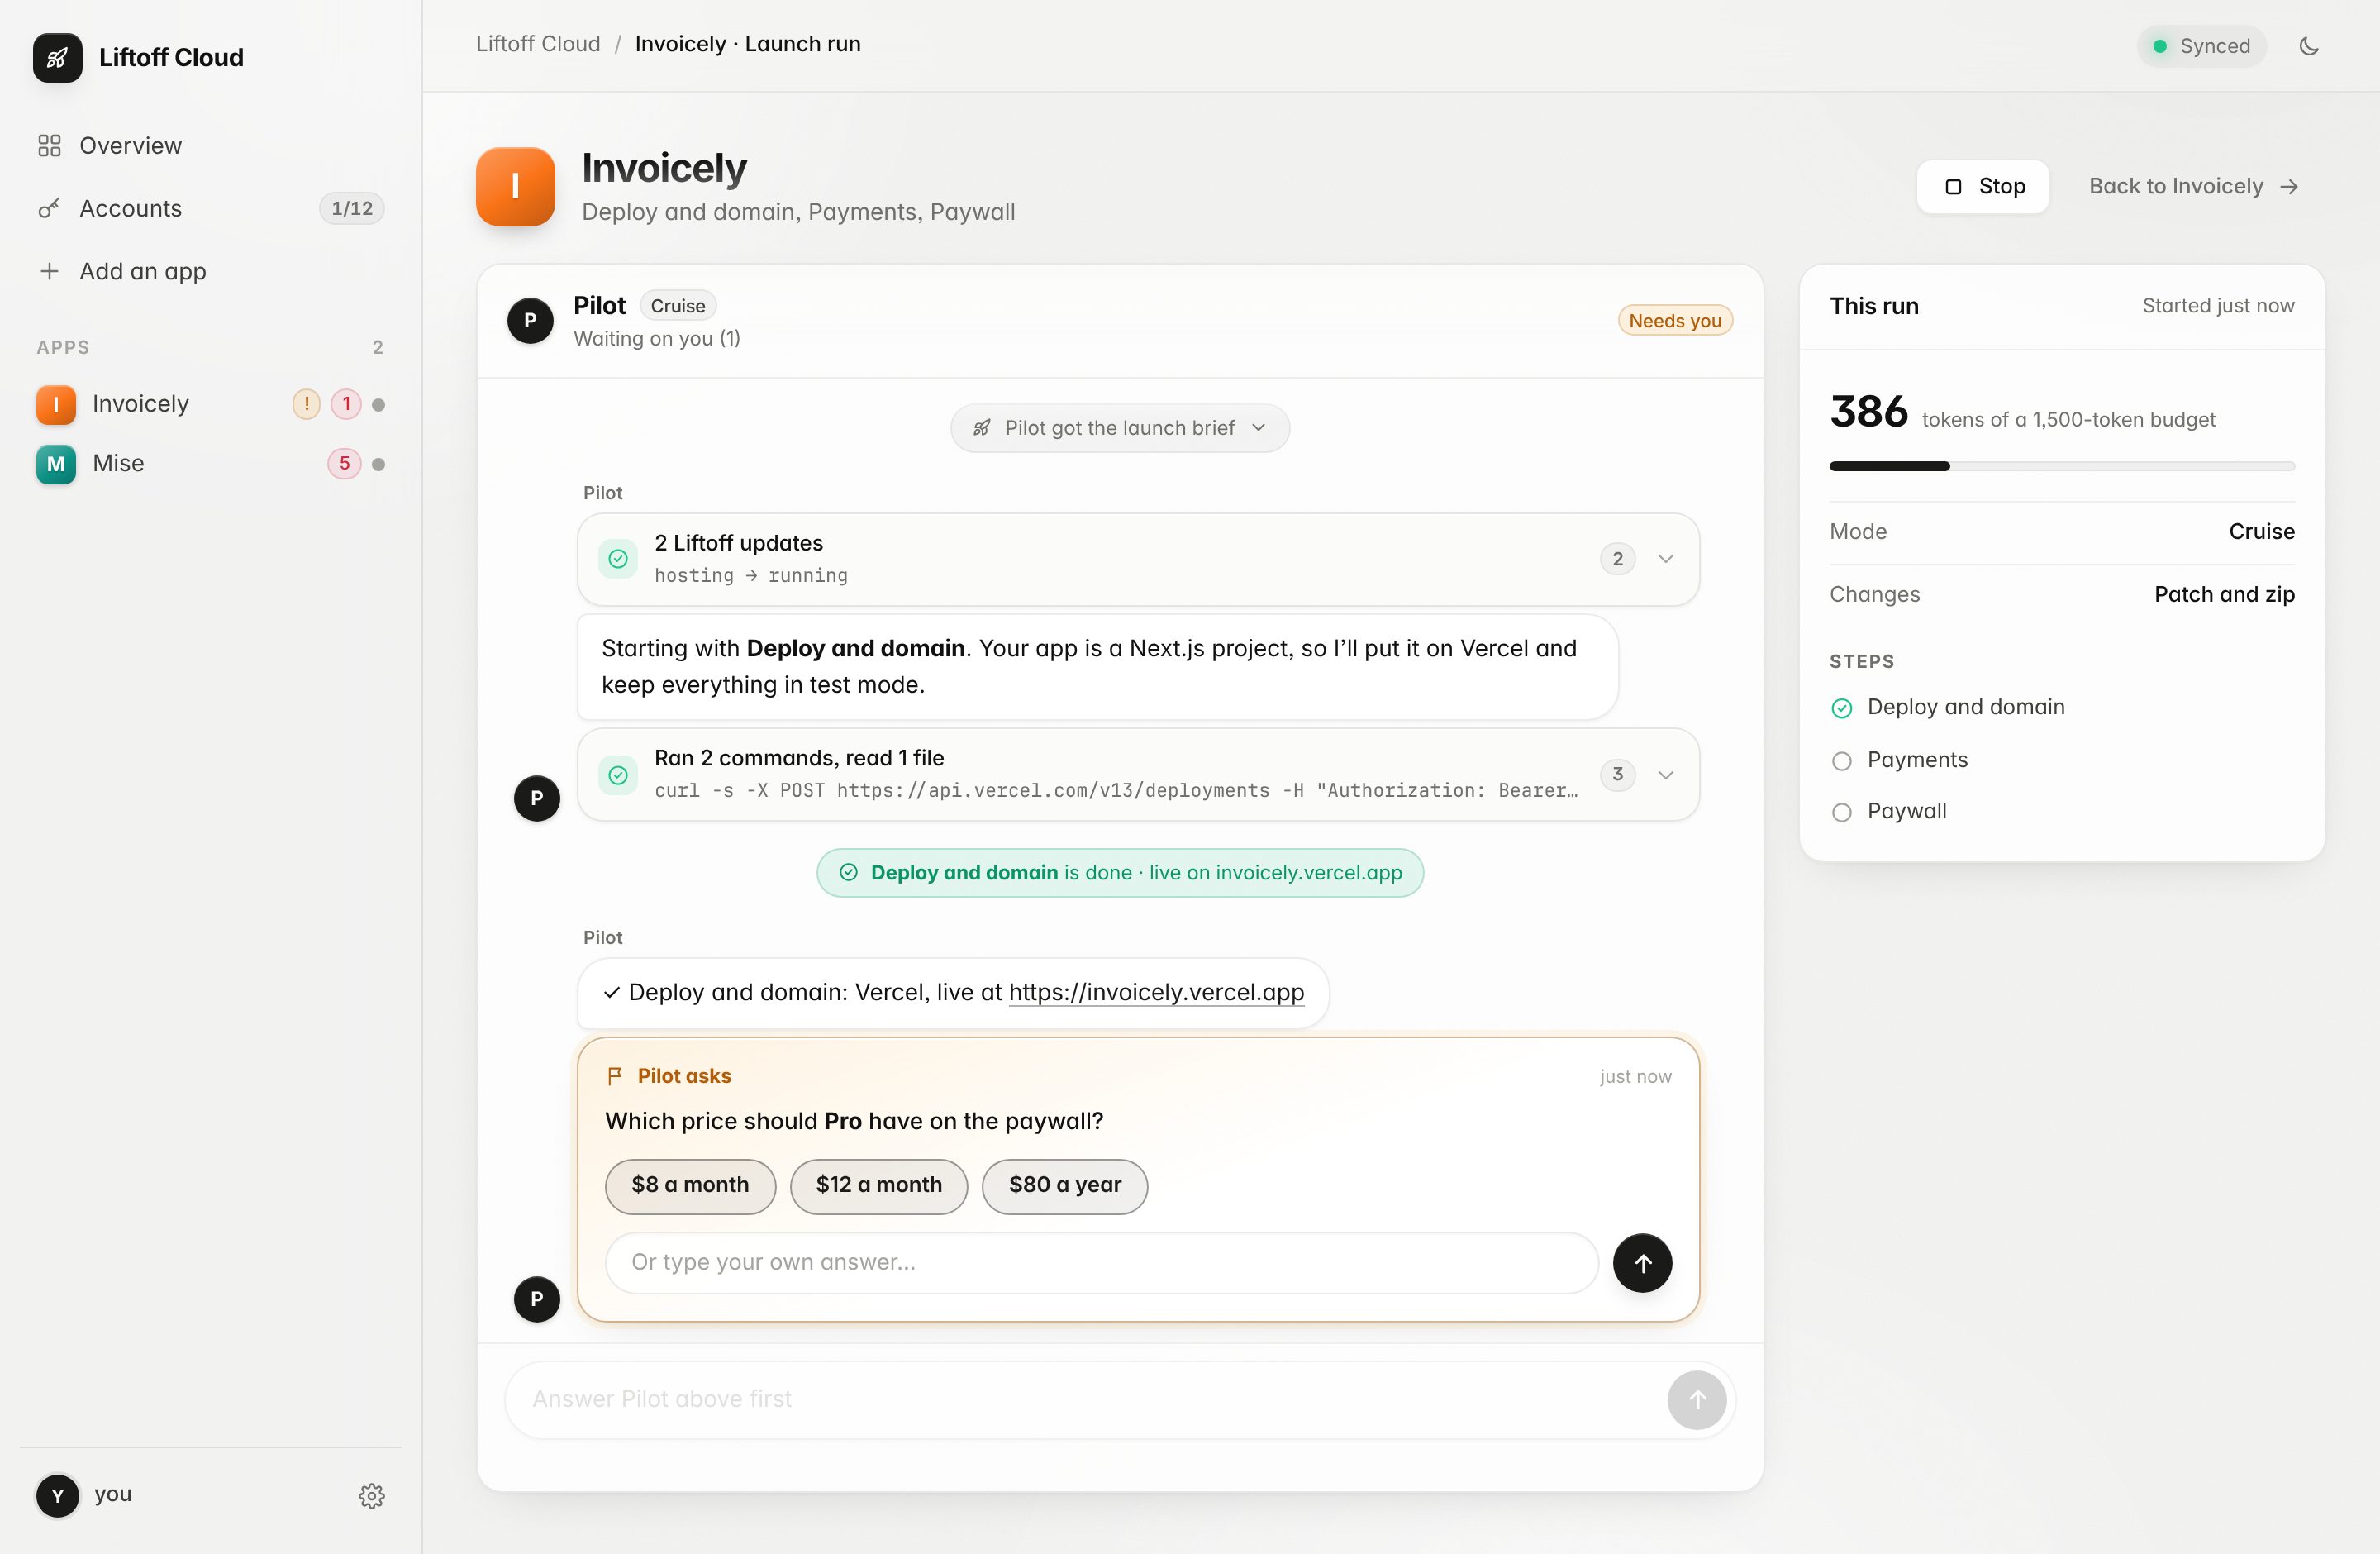 Liftoff Cloud
Overview
Accounts 1/12
Add an app
APPS 2
I Invoicely ! 1
M Mise 5
Y you
Liftoff Cloud / Invoicely · Launch run
Synced
I
Invoicely
Deploy and domain, Payments, Paywall
Stop
Back to Invoicely →
P
Pilot Cruise
Waiting on you (1)
Needs you
Pilot got the launch brief
Pilot
2 Liftoff updates
hosting → running
2
Starting with Deploy and domain. Your app is a Next.js project, so I’ll put it on Vercel and
keep everything in test mode.
Ran 2 commands, read 1 file
curl -s -X POST https://api.vercel.com/v13/deployments -H "Authorization: Bearer…
3
P
Deploy and domain is done · live on invoicely.vercel.app
Pilot
✓ Deploy and domain: Vercel, live at https://invoicely.vercel.app
Pilot asks
just now
Which price should Pro have on the paywall?
$8 a month
$12 a month
$80 a year
Or type your own answer...
P
Answer Pilot above first
This run
Started just now
386 tokens of a 1,500-token budget
Mode Cruise
Changes Patch and zip
STEPS
Deploy and domain
Payments
Paywall